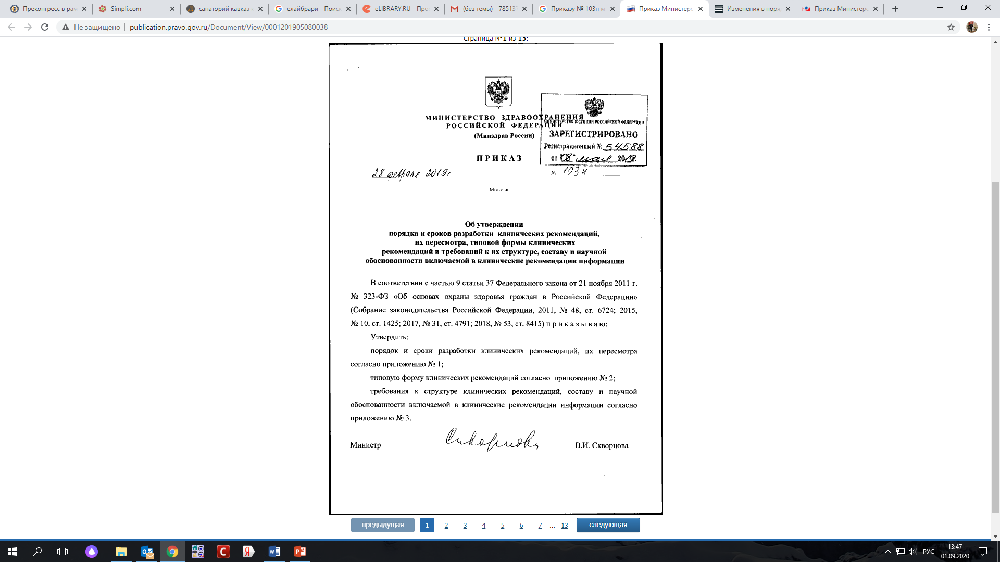 Преконгресс в рам
Simpli.com
санаторий кавказ
елайбрари - Поиск
eLIBRARY.RU - Про
(без темы) - 78513
Приказу № 103н м
Приказ Министерс
Изменения в поря
Приказ Министерс
Не защищено
publication.pravo.gov.ru/Document/View/0001201905080038
Страница №1 из 13:
МИНИСТЕРСТВО ЗДРАВООХРАНЕНИЯ
РОССИЙСКОЙ ФЕДЕРАЦИИ
(Минздрав России)
МИНИСТЕРСТВО ЮСТИЦИИ РОССИЙСКОЙ ФЕДЕРАЦИИ
ЗАРЕГИСТРИРОВАНО
Регистрационный № 54588
от "08" мая 2019.
ПРИКАЗ
28 февраля 2019г.
№ 103н
Москва
Об утверждении
порядка и сроков разработки клинических рекомендаций,
их пересмотра, типовой формы клинических
рекомендаций и требований к их структуре, составу и научной
обоснованности включаемой в клинические рекомендации информации
В соответствии с частью 9 статьи 37 Федерального закона от 21 ноября 2011 г.
№ 323-ФЗ «Об основах охраны здоровья граждан в Российской Федерации»
(Собрание законодательства Российской Федерации, 2011, № 48, ст. 6724; 2015,
№ 10, ст. 1425; 2017, № 31, ст. 4791; 2018, № 53, ст. 8415) п р и к а з ы в а ю:
Утвердить:
порядок и сроки разработки клинических рекомендаций, их пересмотра
согласно приложению № 1;
типовую форму клинических рекомендаций согласно приложению № 2;
требования к структуре клинических рекомендаций, составу и научной
обоснованности включаемой в клинические рекомендации информации согласно
приложению № 3.
Министр
В.И. Скворцова
предыдущая 1 2 3 4 5 6 7 ... 13 следующая
РУС
13:47
01.09.2020